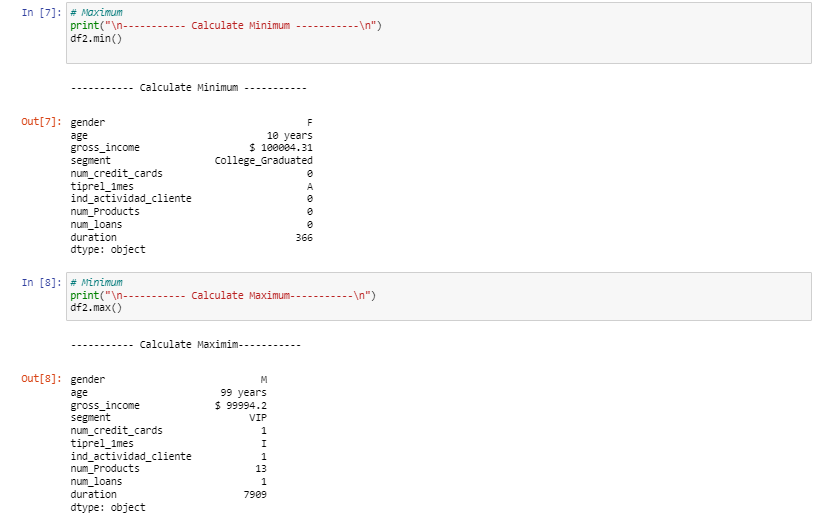 In [7]: # Maximum
print("\n----------- Calculate Minimum -----------\n")
df2.min()
----------- Calculate Minimum -----------
Out[7]: gender F
age 10 years
gross_income $ 100004.31
segment College_Graduated
num_credit_cards 0
tiprel_1mes A
ind_actividad_cliente 0
num_Products 0
num_loans 0
duration 366
dtype: object
In [8]: # Minimum
print("\n----------- Calculate Maximum-----------\n")
df2.max()
----------- Calculate Maximim-----------
Out[8]: gender M
age 99 years
gross_income $ 99994.2
segment VIP
num_credit_cards 1
tiprel_1mes I
ind_actividad_cliente 1
num_Products 13
num_loans 1
duration 7909
dtype: object